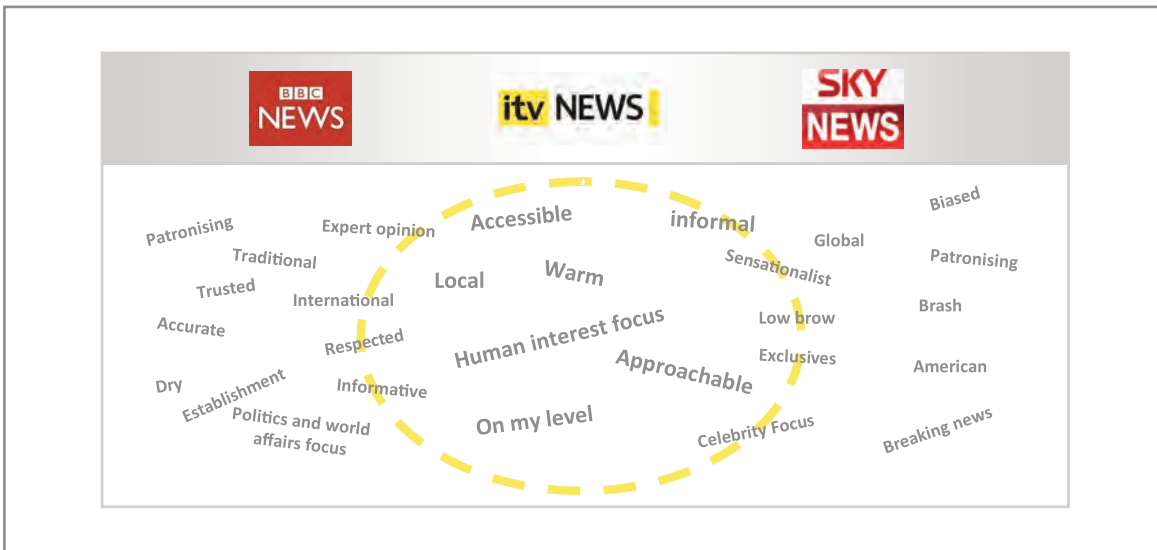 BBC
NEWS
itv NEWS
SKY
NEWS
Patronising
Expert opinion
Accessible
informal
Biased
Traditional
Local
Warm
Sensationalist
Global
Patronising
Trusted
International
Low brow
Brash
Accurate
Respected
Human interest focus
Exclusives
American
Dry
Establishment
Informative
Approachable
Politics and world
affairs focus
On my level
Celebrity Focus
Breaking news